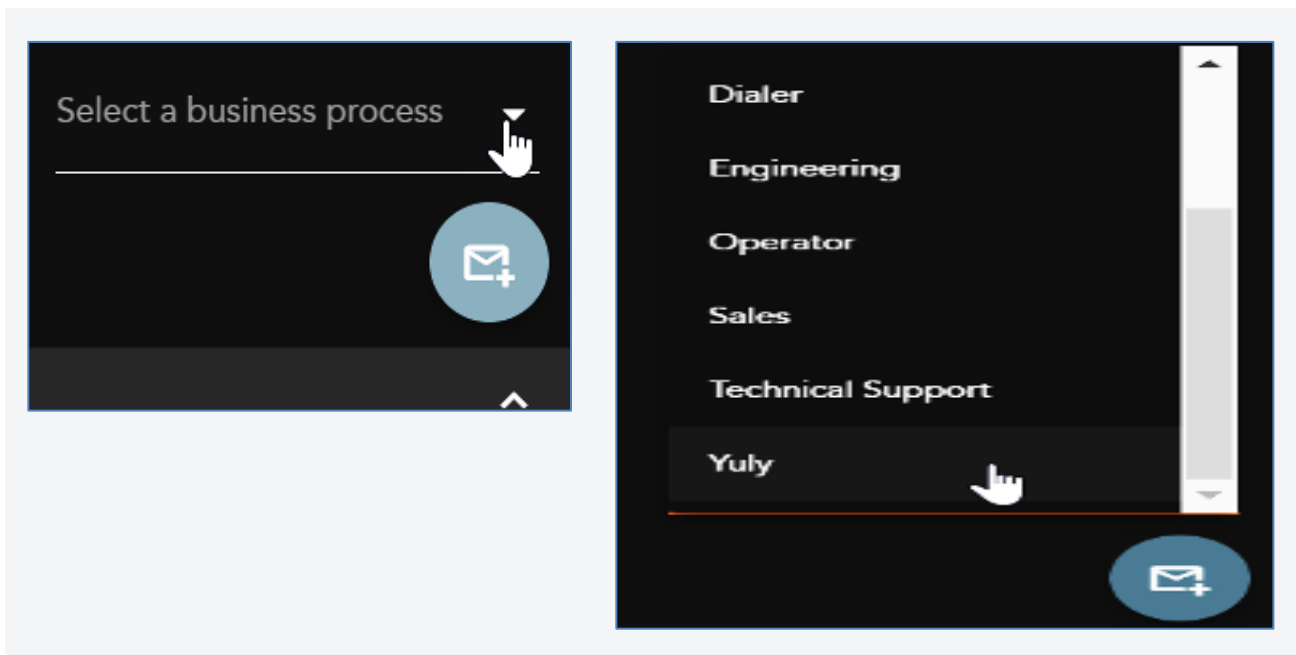 Select a business process
Dialer
Engineering
Operator
Sales
Technical Support
Yuly